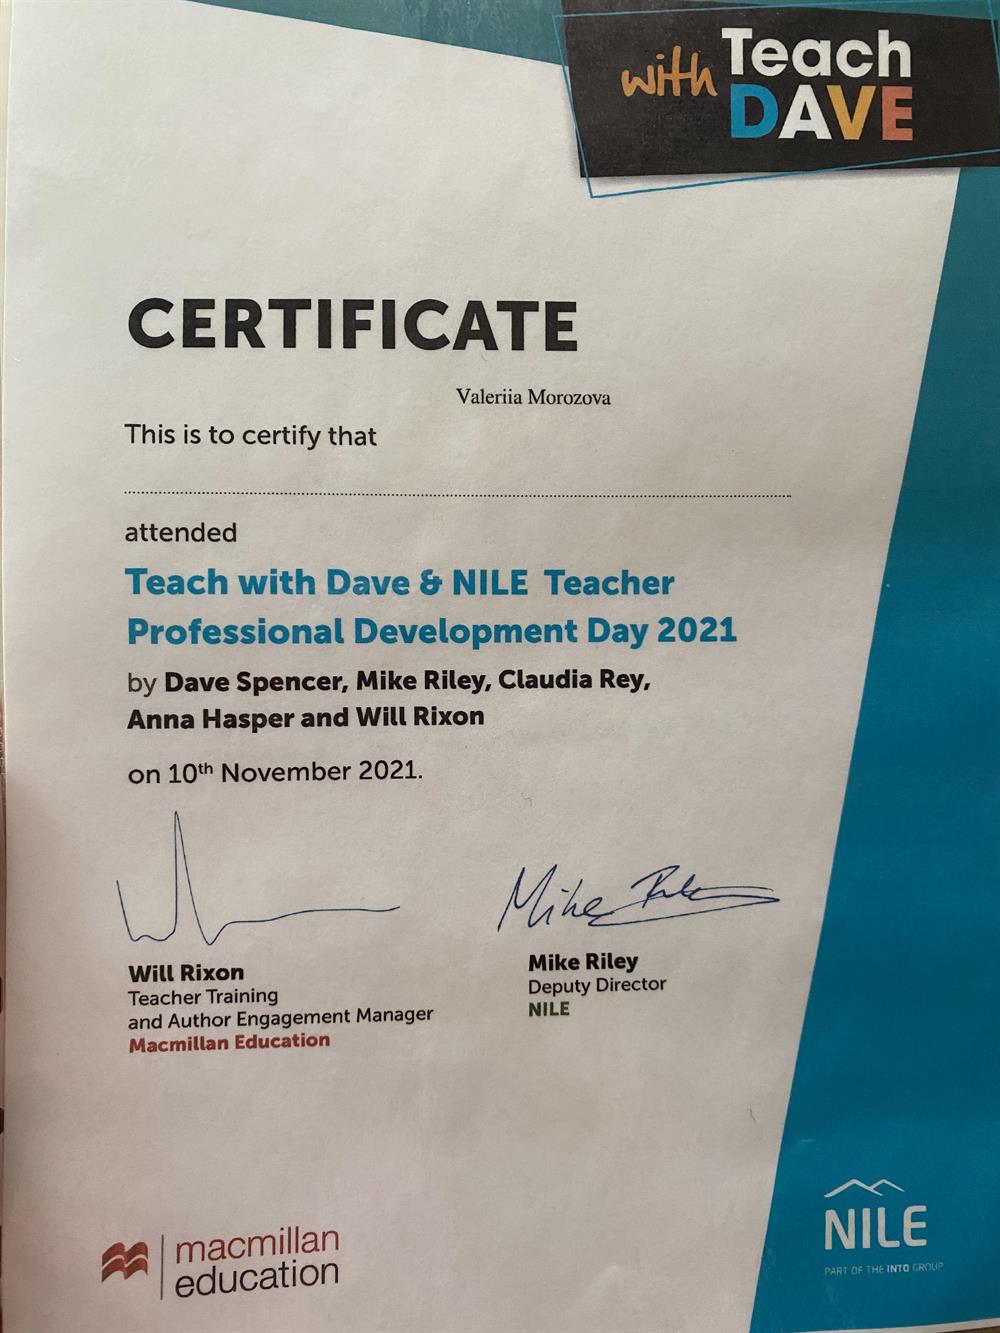 Teach
with DAVE
CERTIFICATE
Valeriia Morozova
This is to certify that
attended
Teach with Dave & NILE Teacher
Professional Development Day 2021
by Dave Spencer, Mike Riley, Claudia Rey,
Anna Hasper and Will Rixon
on 10th November 2021.
Mike
Will Rixon
Teacher Training
and Author Engagement Manager
Macmillan Education
Mike Riley
Deputy Director
NILE
macmillan
education
NILE
PART OF THE INTO GROUP